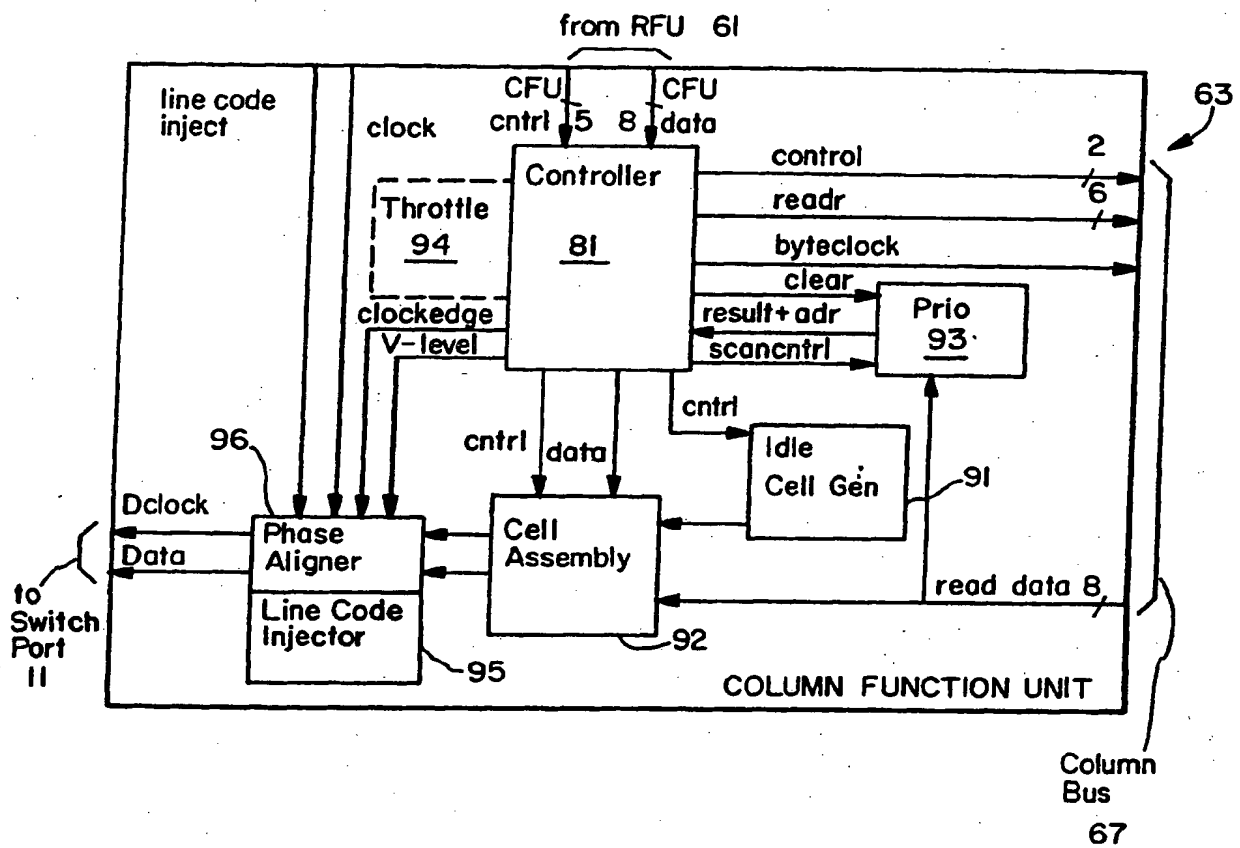 from RFU 61
CFU CFU
cntrl 5 8 data
line code
inject
clock
63
Controller
81
control 2
readr 6
byteclock
clear
result+adr
scancntrl
Prio
93
Throttle
94
clockedge
V-level
cntrl
data
cntrl
Idle
Cell Gen
91
96
Dclock
Data
Phase
Aligner
Line Code
Injector
95
Cell
Assembly
92
read data 8
to
Switch
Port
11
COLUMN FUNCTION UNIT
Column
Bus
67